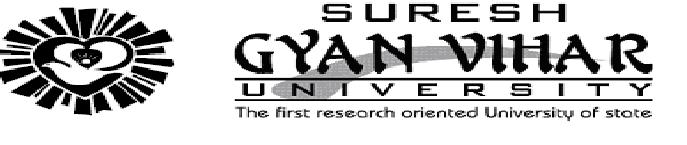 SURESH
GYAN VIHAR
UNIVERSITY
The first research oriented University of state